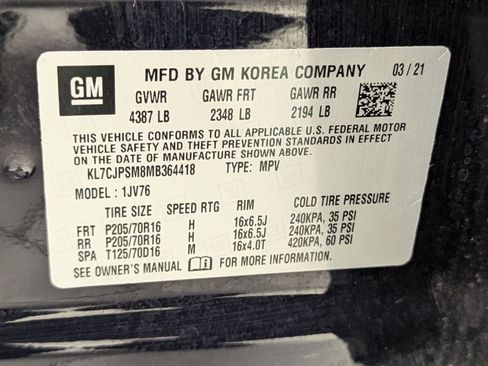 GM
MFD BY GM KOREA COMPANY 03/21
GVWR GAWR FRT GAWR RR
4387 LB 2348 LB 2194 LB
THIS VEHICLE CONFORMS TO ALL APPLICABLE U.S. FEDERAL MOTOR
VEHICLE SAFETY AND THEFT PREVENTION STANDARDS IN EFFECT
ON THE DATE OF MANUFACTURE SHOWN ABOVE.
KL7CJPSM8MB364418 TYPE: MPV
MODEL : 1JV76
TIRE SIZE SPEED RTG RIM
FRT P205/70R16 H 16x6.5J 240KPA, 35 PSI
RR P205/70R16 H 16x6.5J 240KPA, 35 PSI
SPA T125/70D16 M 16x4.0T 420KPA, 60 PSI
SEE OWNER'S MANUAL FOR MORE INFORMATION.